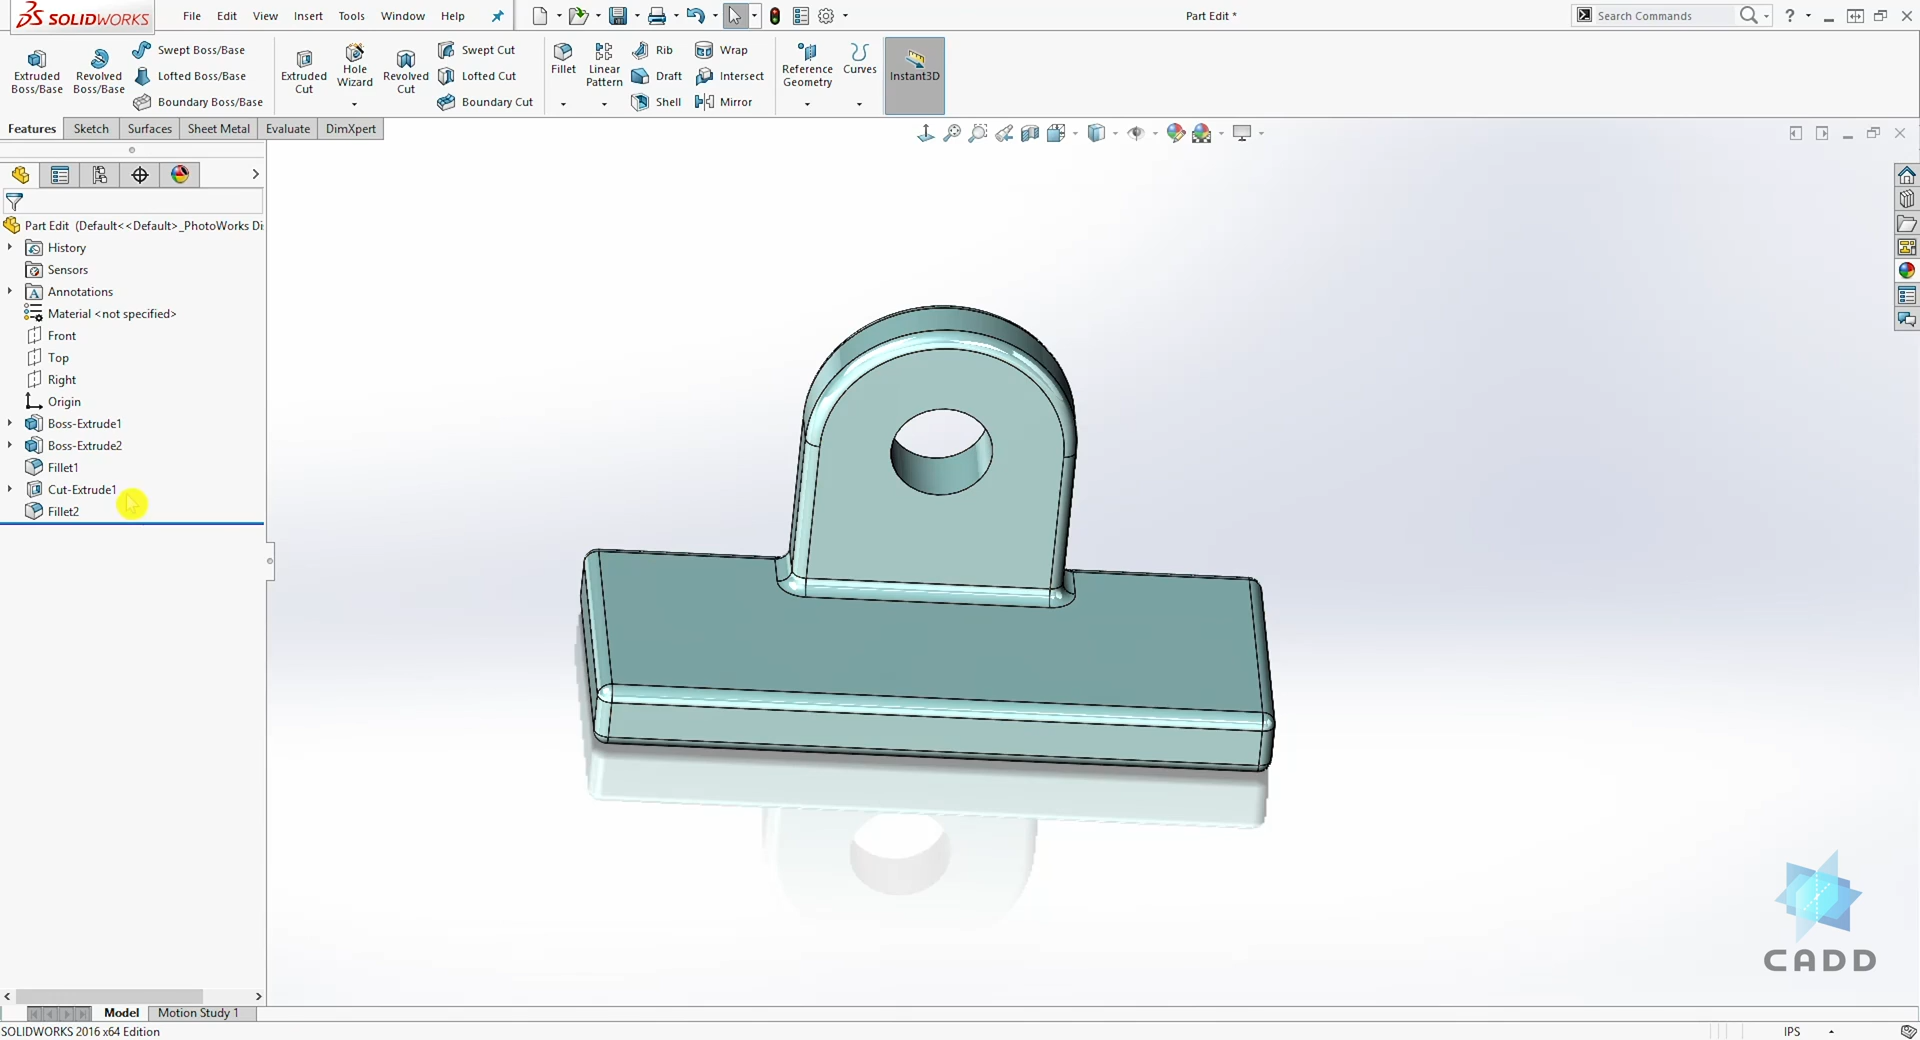 SOLIDWORKS
File Edit View Insert Tools Window Help
Part Edit *
Search Commands
?
Extruded Boss/Base
Revolved Boss/Base
Swept Boss/Base
Lofted Boss/Base
Boundary Boss/Base
Extruded Cut
Hole Wizard
Revolved Cut
Swept Cut
Lofted Cut
Boundary Cut
Fillet
Linear Pattern
Rib
Draft
Shell
Wrap
Intersect
Mirror
Reference Geometry
Curves
Instant3D
Features Sketch Surfaces Sheet Metal Evaluate DimXpert
Part Edit (Default<<Default>_PhotoWorks Di
History
Sensors
Annotations
Material <not specified>
Front
Top
Right
Origin
Boss-Extrude1
Boss-Extrude2
Fillet1
Cut-Extrude1
Fillet2
CADD
Model Motion Study 1
SOLIDWORKS 2016 x64 Edition
IPS